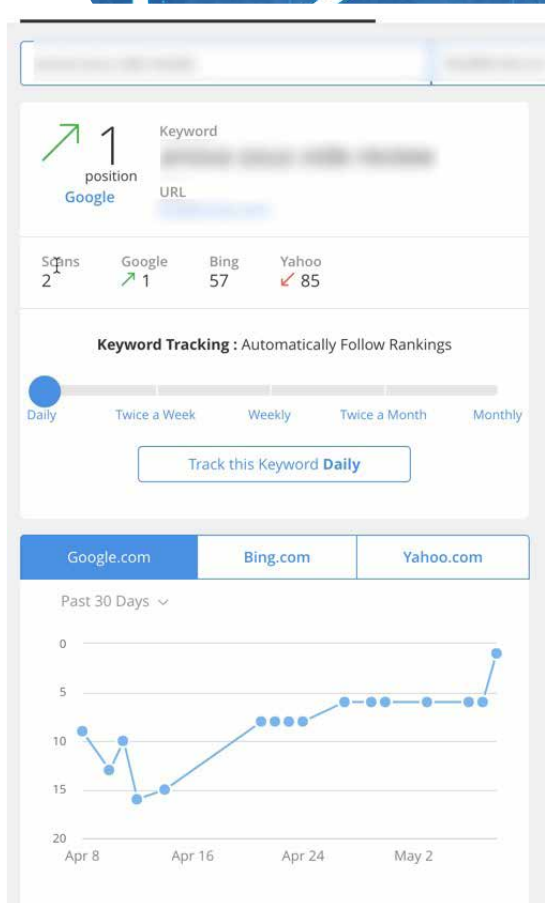 1
position
Google
Keyword
URL
Scans
2
Google
1
Bing
57
Yahoo
85
Keyword Tracking : Automatically Follow Rankings
Daily
Twice a Week
Weekly
Twice a Month
Monthly
Track this Keyword Daily
Google.com
Bing.com
Yahoo.com
Past 30 Days
0
5
10
15
20
Apr 8
Apr 16
Apr 24
May 2